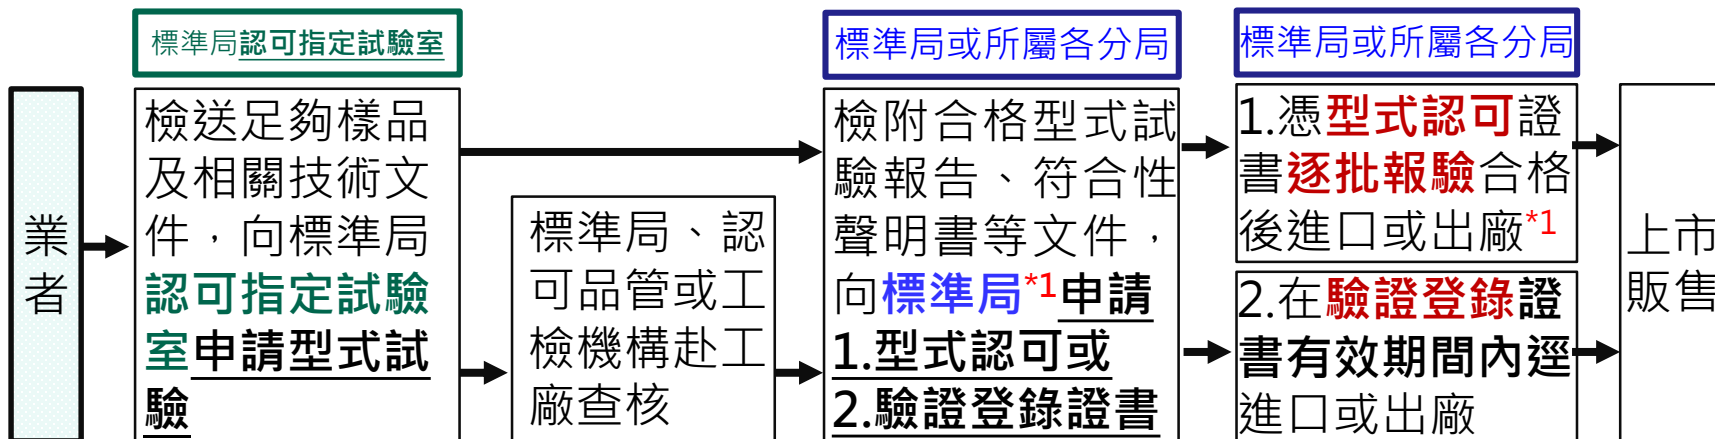 標準局認可指定試驗室
標準局或所屬各分局
標準局或所屬各分局
業
者
檢送足夠樣品
及相關技術文
件，向標準局
認可指定試驗
室申請型式試
驗
標準局、認
可品管或工
檢機構赴工
廠查核
檢附合格型式試
驗報告、符合性
聲明書等文件，
向標準局*1申請
1.型式認可或
2.驗證登錄證書
1.憑型式認可證
書逐批報驗合格
後進口或出廠*1
2.在驗證登錄證
書有效期間內逕
進口或出廠
上市
販售